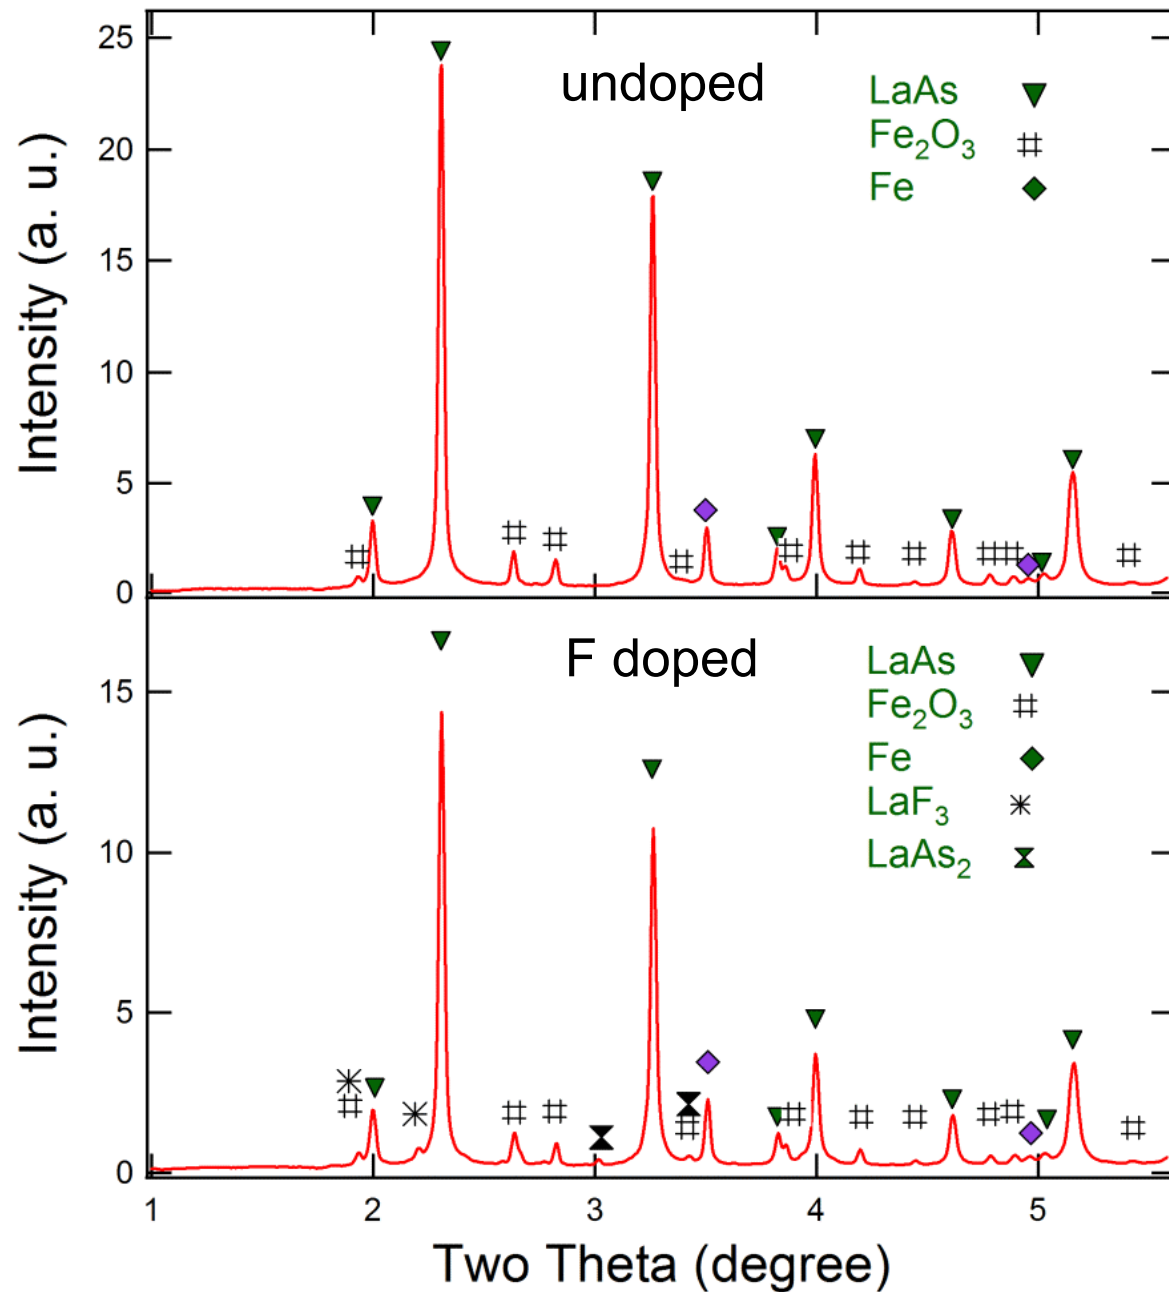 25
20
15
10
5
0
Intensity (a. u.)
undoped
LaAs
Fe₂O₃
Fe
15
10
5
0
Intensity (a. u.)
F doped
LaAs
Fe₂O₃
Fe
LaF₃
LaAs₂
1 2 3 4 5
Two Theta (degree)